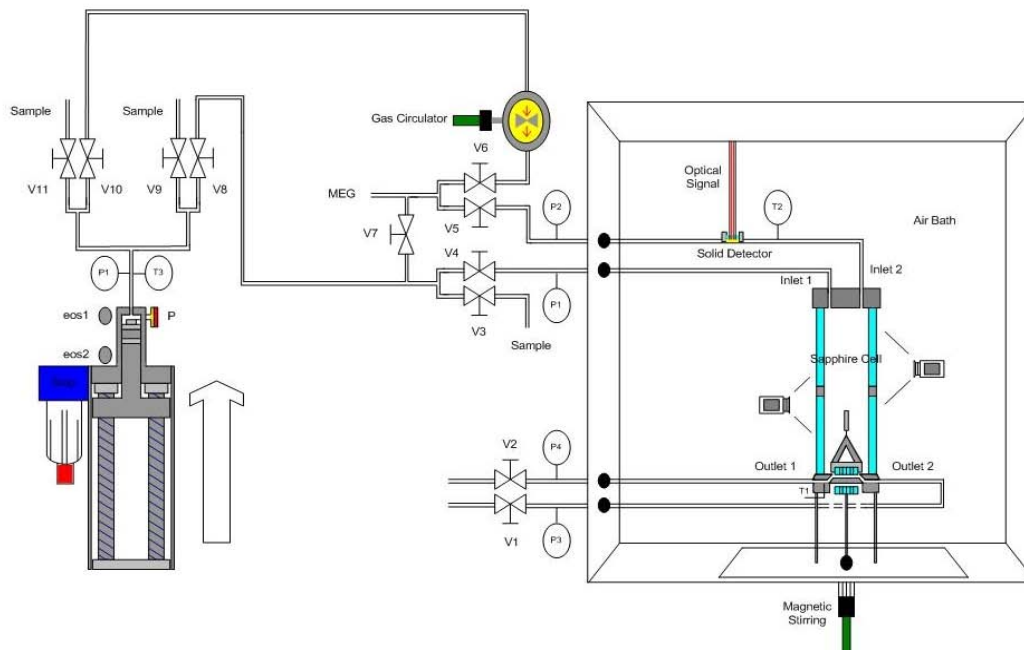 Sample
Sample
Gas Circulator
V6
V11
V10
V9
V8
MEG
P2
Optical
Signal
T2
Air Bath
V7
V5
V4
Solid Detector
Inlet 1
Inlet 2
P1
T3
P1
eos1
P
V3
Sample
eos2
Sapphire Cell
V2
P4
Outlet 1
Outlet 2
T1
V1
P3
Magnetic
Stirring